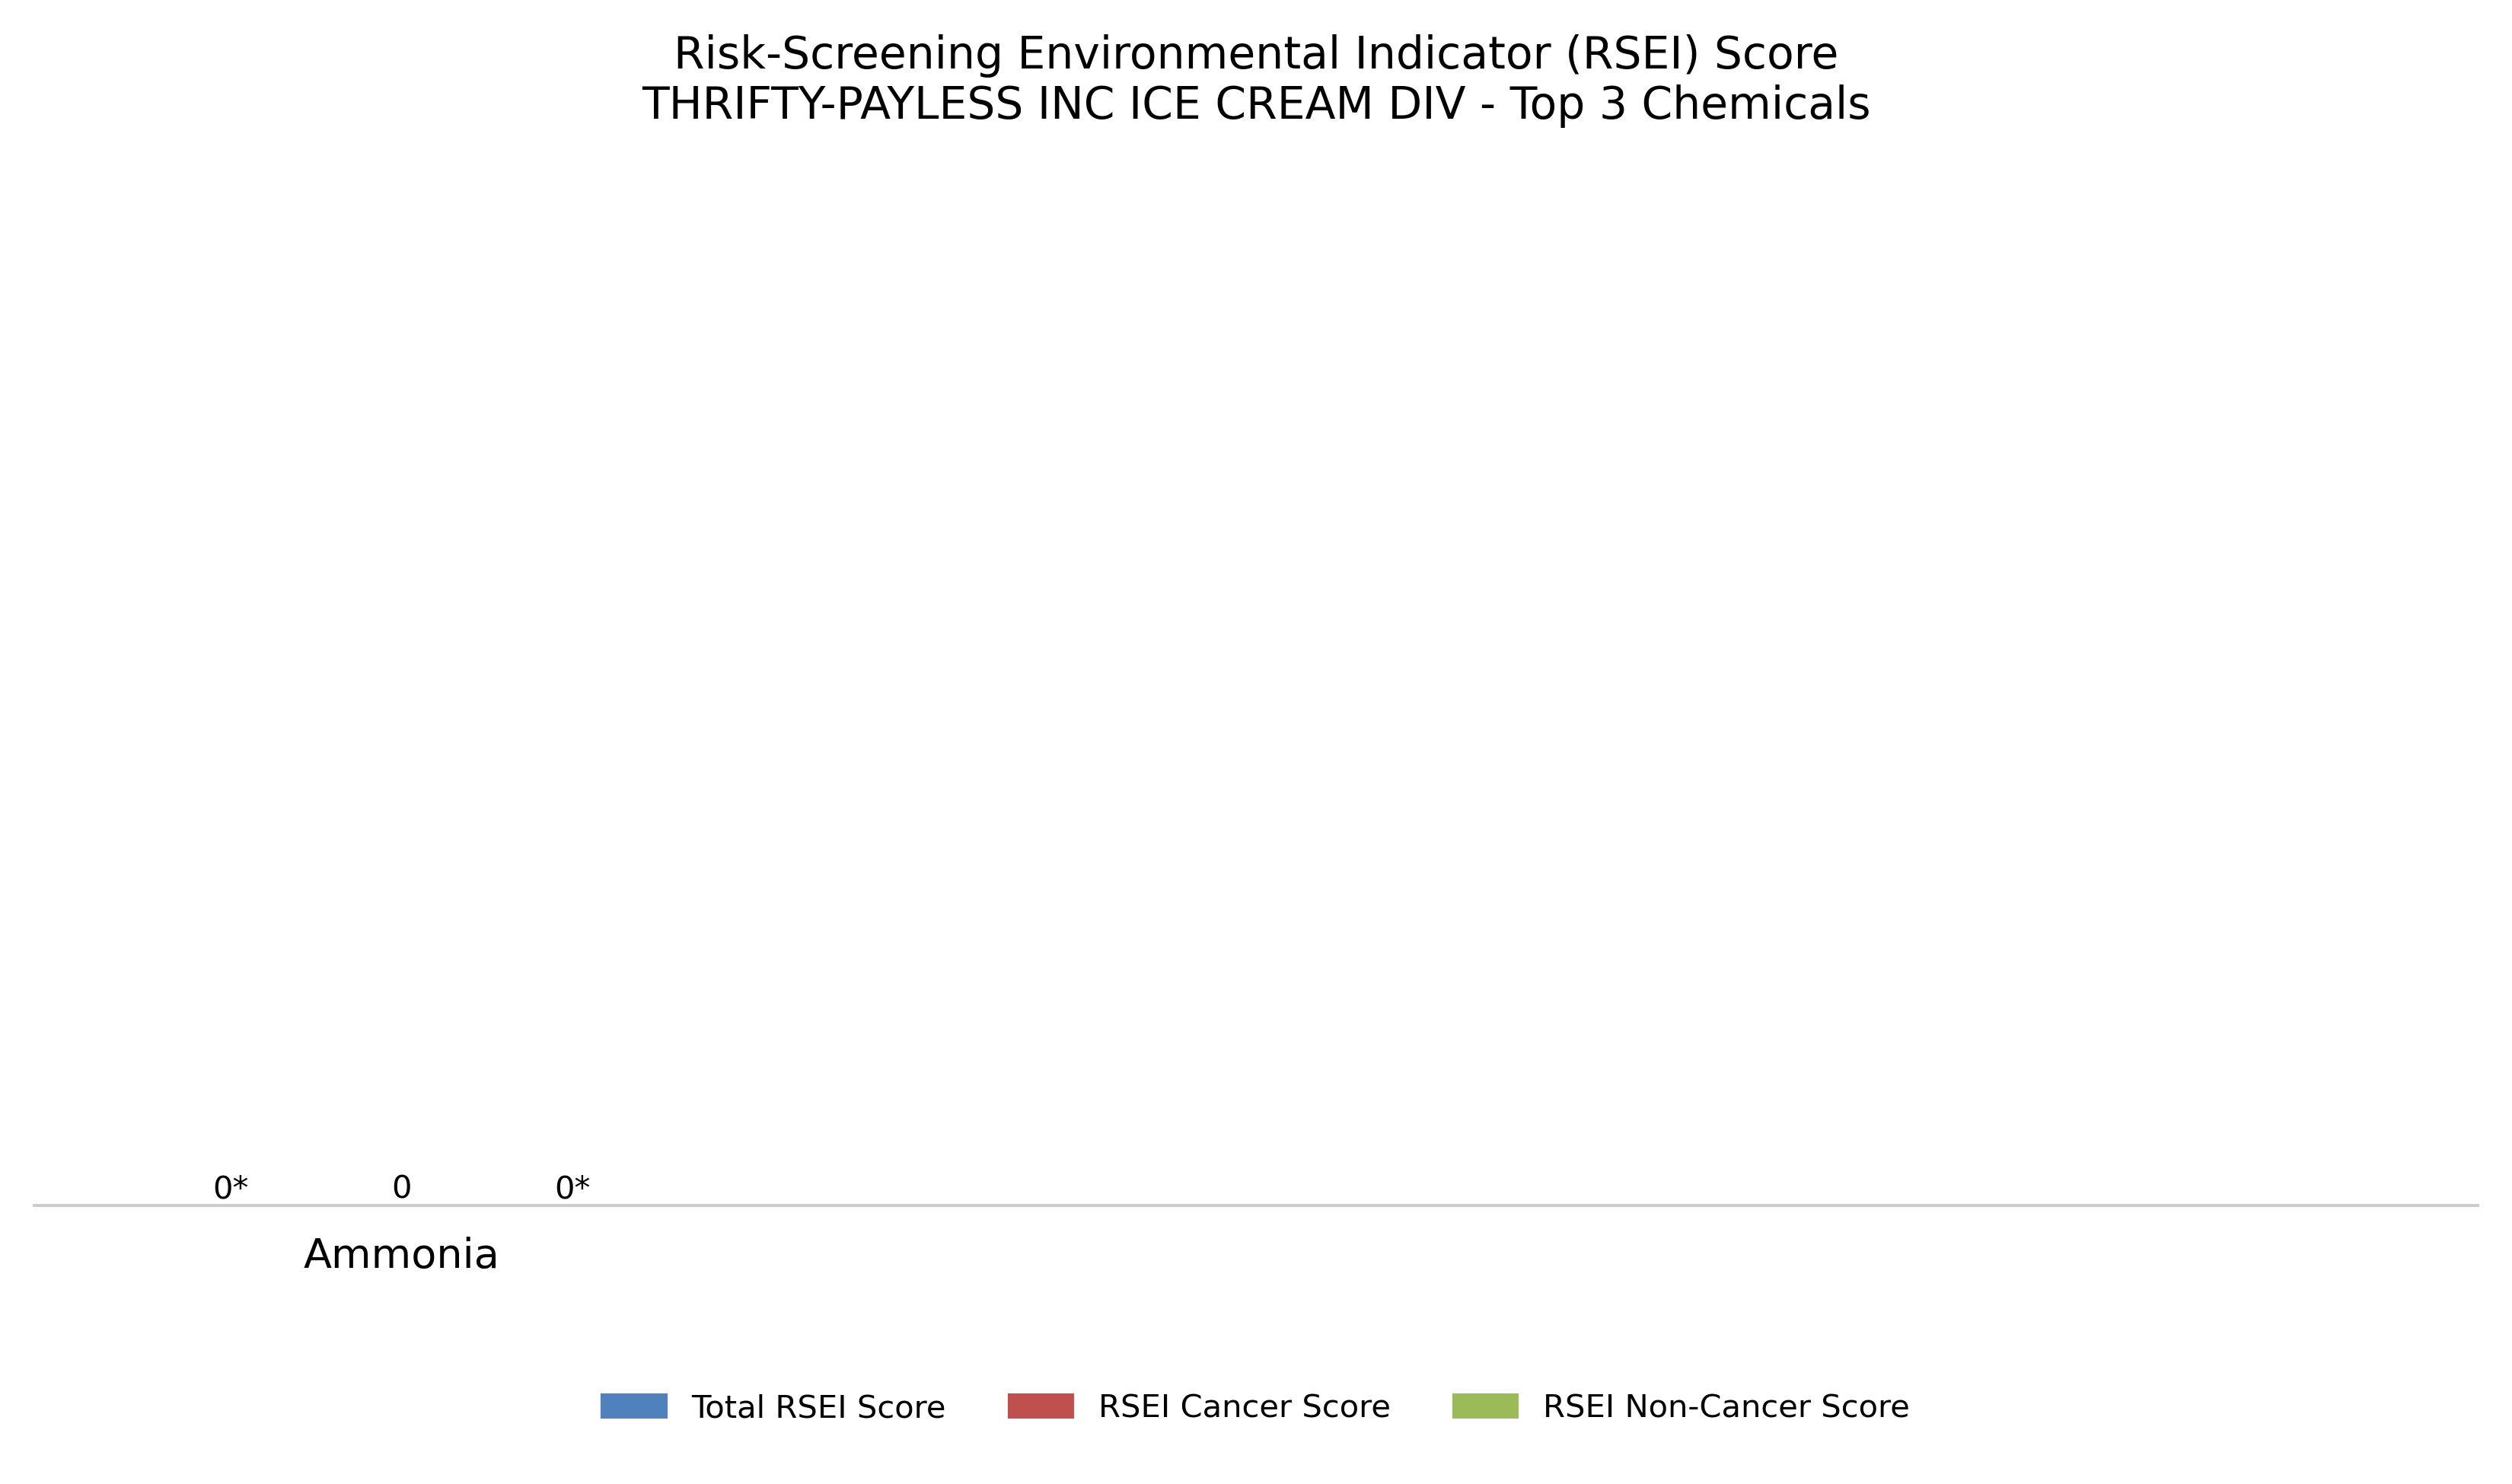 Risk-Screening Environmental Indicator (RSEI) Score
THRIFTY-PAYLESS INC ICE CREAM DIV - Top 3 Chemicals
0* 0 0*
Ammonia
Total RSEI Score RSEI Cancer Score RSEI Non-Cancer Score